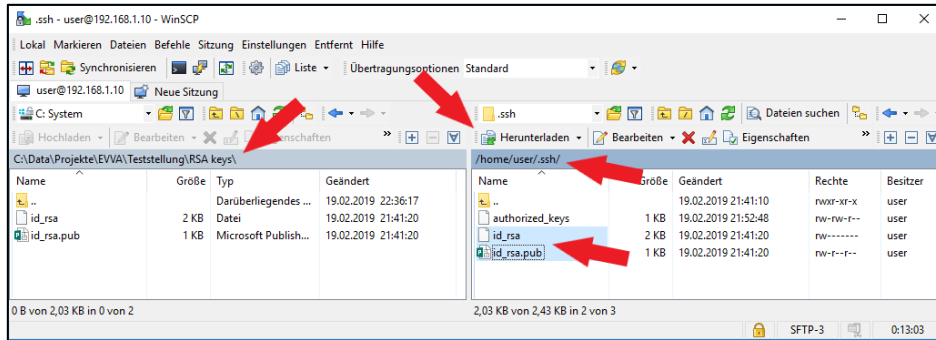 .ssh - user@192.168.1.10 - WinSCP
Lokal Markieren Dateien Befehle Sitzung Einstellungen Entfernt Hilfe
Synchronisieren Liste Übertragungsoptionen Standard
user@192.168.1.10 Neue Sitzung
C: System .ssh Dateien suchen
Hochladen Bearbeiten Eigenschaften » Herunterladen Bearbeiten Eigenschaften »
C:\Data\Projekte\EVVA\Teststellung\RSA keys\ /home/user/.ssh/
Name Größe Typ Geändert Name Größe Geändert Rechte Besitzer
.. Darüberliegendes ... 19.02.2019 22:36:17 .. 19.02.2019 21:41:10 rwxr-xr-x user
id_rsa 2 KB Datei 19.02.2019 21:41:20 authorized_keys 1 KB 19.02.2019 21:52:48 rw-rw-r-- user
id_rsa.pub 1 KB Microsoft Publish... 19.02.2019 21:41:20 id_rsa 2 KB 19.02.2019 21:41:20 rw------- user
id_rsa.pub 1 KB 19.02.2019 21:41:20 rw-r--r-- user
0 B von 2,03 KB in 0 von 2 2,03 KB von 2,43 KB in 2 von 3
SFTP-3 0:13:03